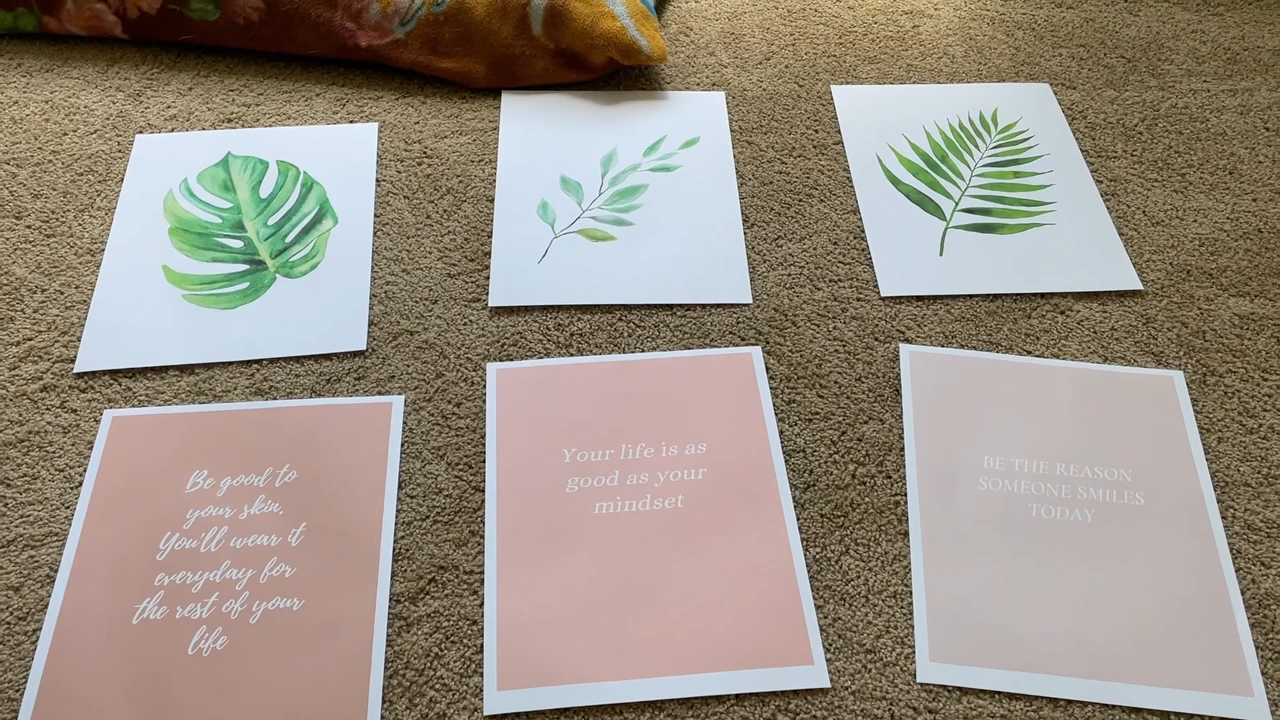 Be good to
your skin.
You'll wear it
everyday for
the rest of your
life
Your life is as
good as your
mindset
BE THE REASON
SOMEONE SMILES
TODAY